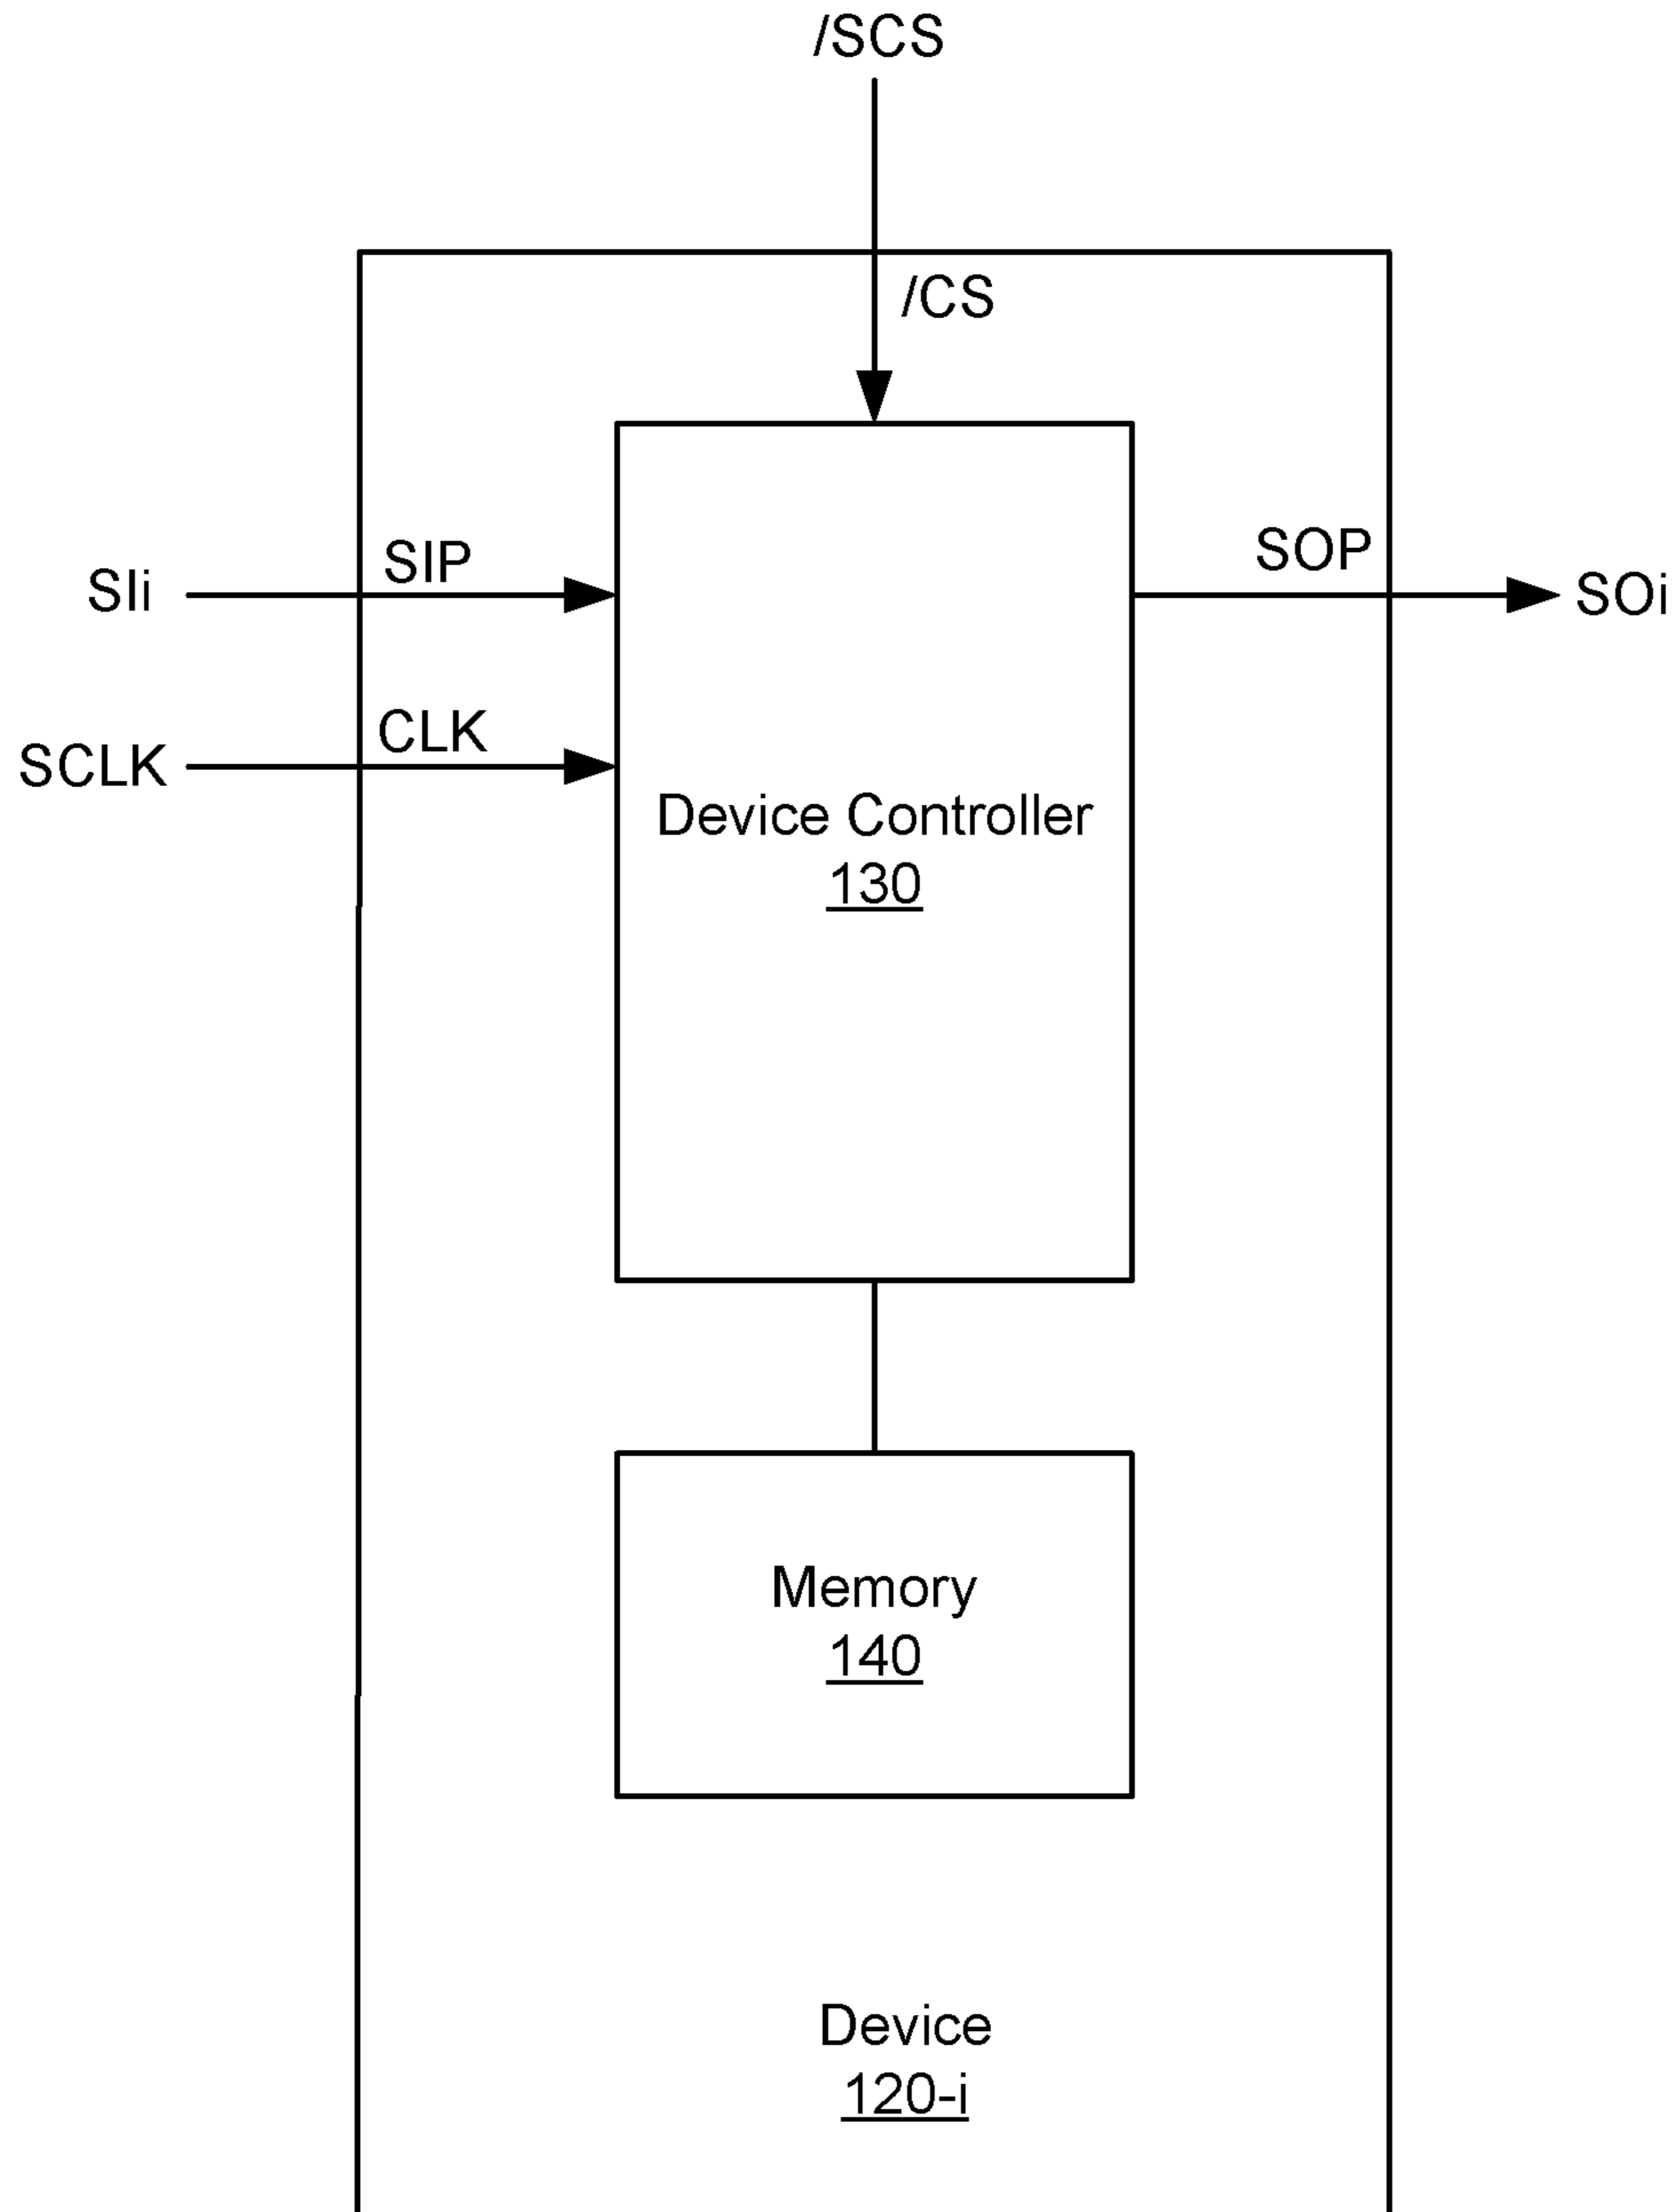 /SCS
/CS
SIP
SOP
SIi
SOi
CLK
SCLK
Device Controller
130
Memory
140
Device
120-i